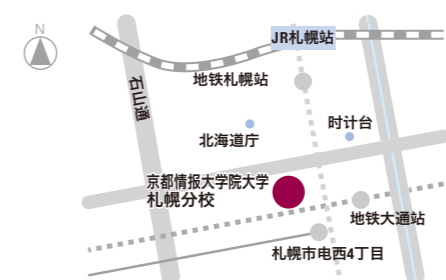 N
JR札幌站
地铁札幌站
石山通
北海道厅
时计台
京都情报大学院大学
札幌分校
地铁大通站
札幌市电西4丁目